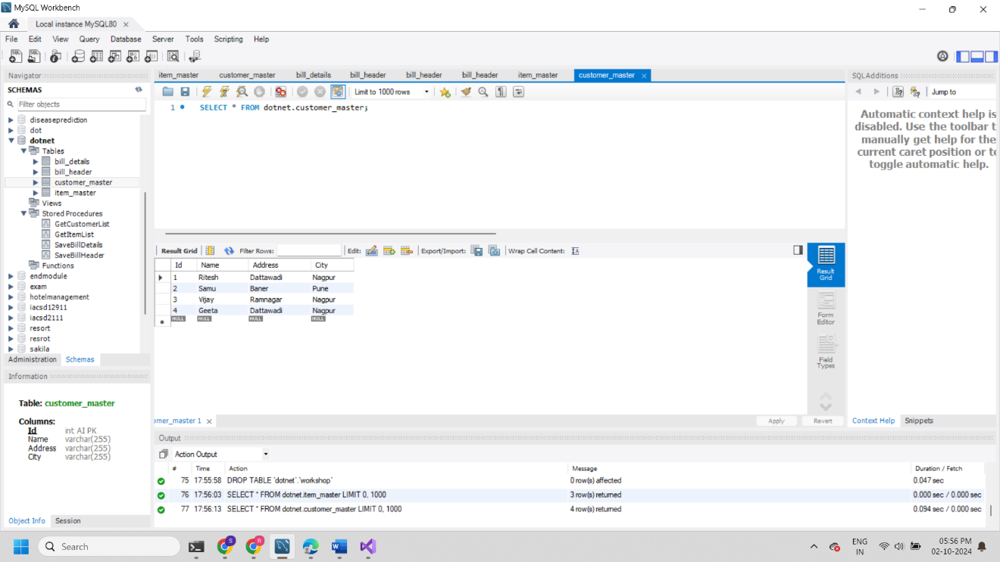 MySQL Workbench
Local instance MySQL80
File Edit View Query Database Server Tools Scripting Help
Navigator
SCHEMAS
Filter objects
diseaseprediction
dot
dotnet
Tables
bill_details
bill_header
customer_master
item_master
Views
Stored Procedures
GetCustomerList
GetItemList
SaveBillDetails
SaveBillHeader
Functions
endmodule
exam
hotelmanagement
iacsd12911
iacsd2111
resort
resrot
sakila
Administration Schemas
Information
Table: customer_master
Columns:
Id int AI PK
Name varchar(255)
Address varchar(255)
City varchar(255)
Object Info Session
item_master customer_master bill_details bill_header bill_header bill_header item_master customer_master
Limit to 1000 rows
1 SELECT * FROM dotnet.customer_master;
Result Grid Filter Rows: Edit: Export/Import: Wrap Cell Content:
Id Name Address City
1 Ritesh Dattawadi Nagpur
2 Samu Baner Pune
3 Vijay Ramnagar Nagpur
4 Geeta Dattawadi Nagpur
NULL NULL NULL NULL
Result
Grid
Form
Editor
Field
Types
omer_master 1
Apply Revert
Output
Action Output
# Time Action Message Duration / Fetch
75 17:55:58 DROP TABLE `dotnet`.`workshop` 0 row(s) affected 0.047 sec
76 17:56:03 SELECT * FROM dotnet.item_master LIMIT 0, 1000 3 row(s) returned 0.000 sec / 0.000 sec
77 17:56:13 SELECT * FROM dotnet.customer_master LIMIT 0, 1000 4 row(s) returned 0.094 sec / 0.000 sec
SQLAdditions
Jump to
Automatic context help is
disabled. Use the toolbar t
manually get help for the
current caret position or to
toggle automatic help.
Context Help Snippets
Search
S
R
ENG
IN
05:56 PM
02-10-2024